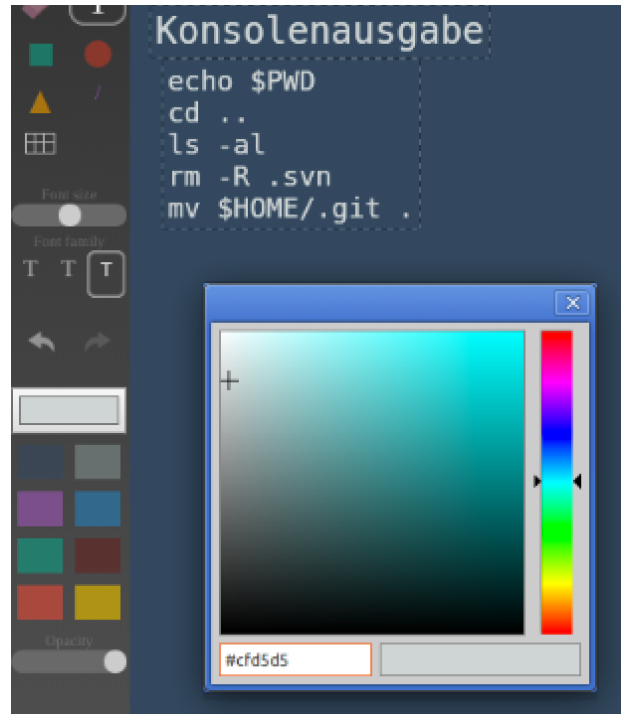 T
Konsolenausgabe
echo $PWD
cd ..
ls -al
rm -R .svn
mv $HOME/.git .
Font size
Font family
T T T
Opacity
#cfd5d5